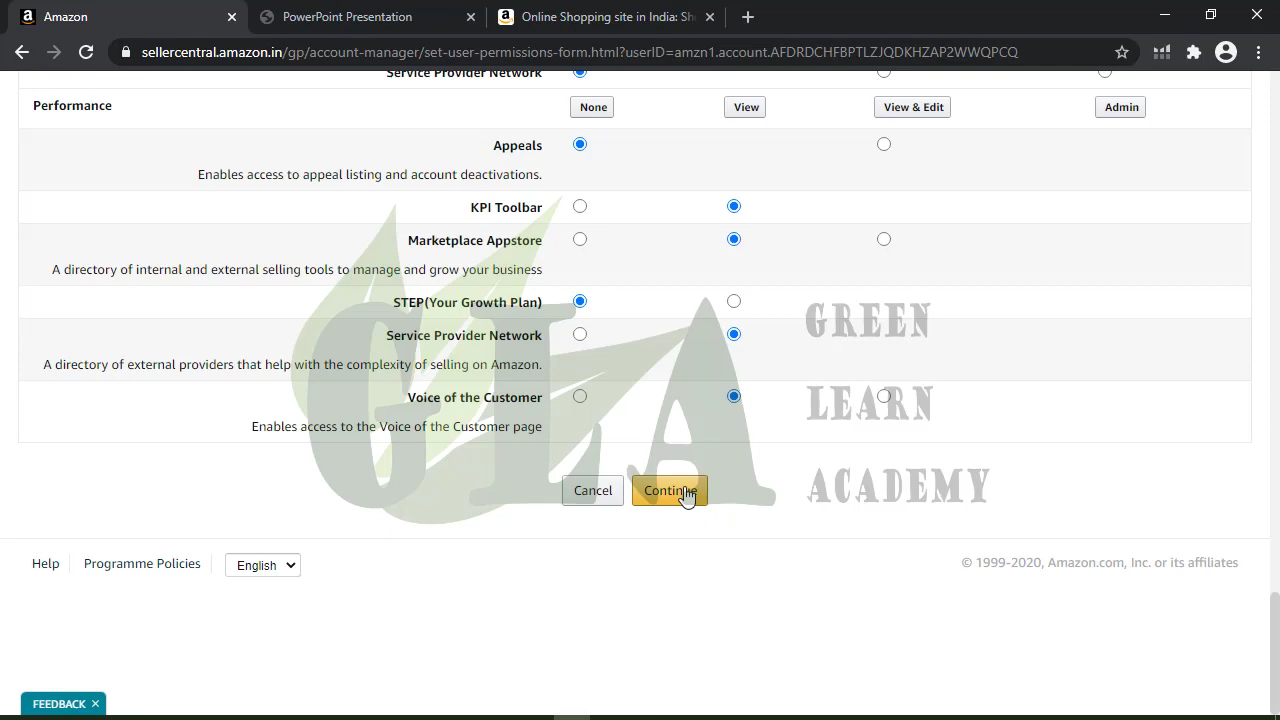 Amazon
PowerPoint Presentation
Online Shopping site in India: Sh
sellercentral.amazon.in/gp/account-manager/set-user-permissions-form.html?userID=amzn1.account.AFDRDCHFBPTLZJQDKHZAP2WWQPCQ
Service Provider Network
Performance None View View & Edit Admin
Appeals
Enables access to appeal listing and account deactivations.
KPI Toolbar
Marketplace Appstore
A directory of internal and external selling tools to manage and grow your business
STEP(Your Growth Plan)
Service Provider Network
A directory of external providers that help with the complexity of selling on Amazon.
Voice of the Customer
Enables access to the Voice of the Customer page
GLA
GREEN
LEARN
ACADEMY
Cancel Continue
Help Programme Policies English © 1999-2020, Amazon.com, Inc. or its affiliates
FEEDBACK